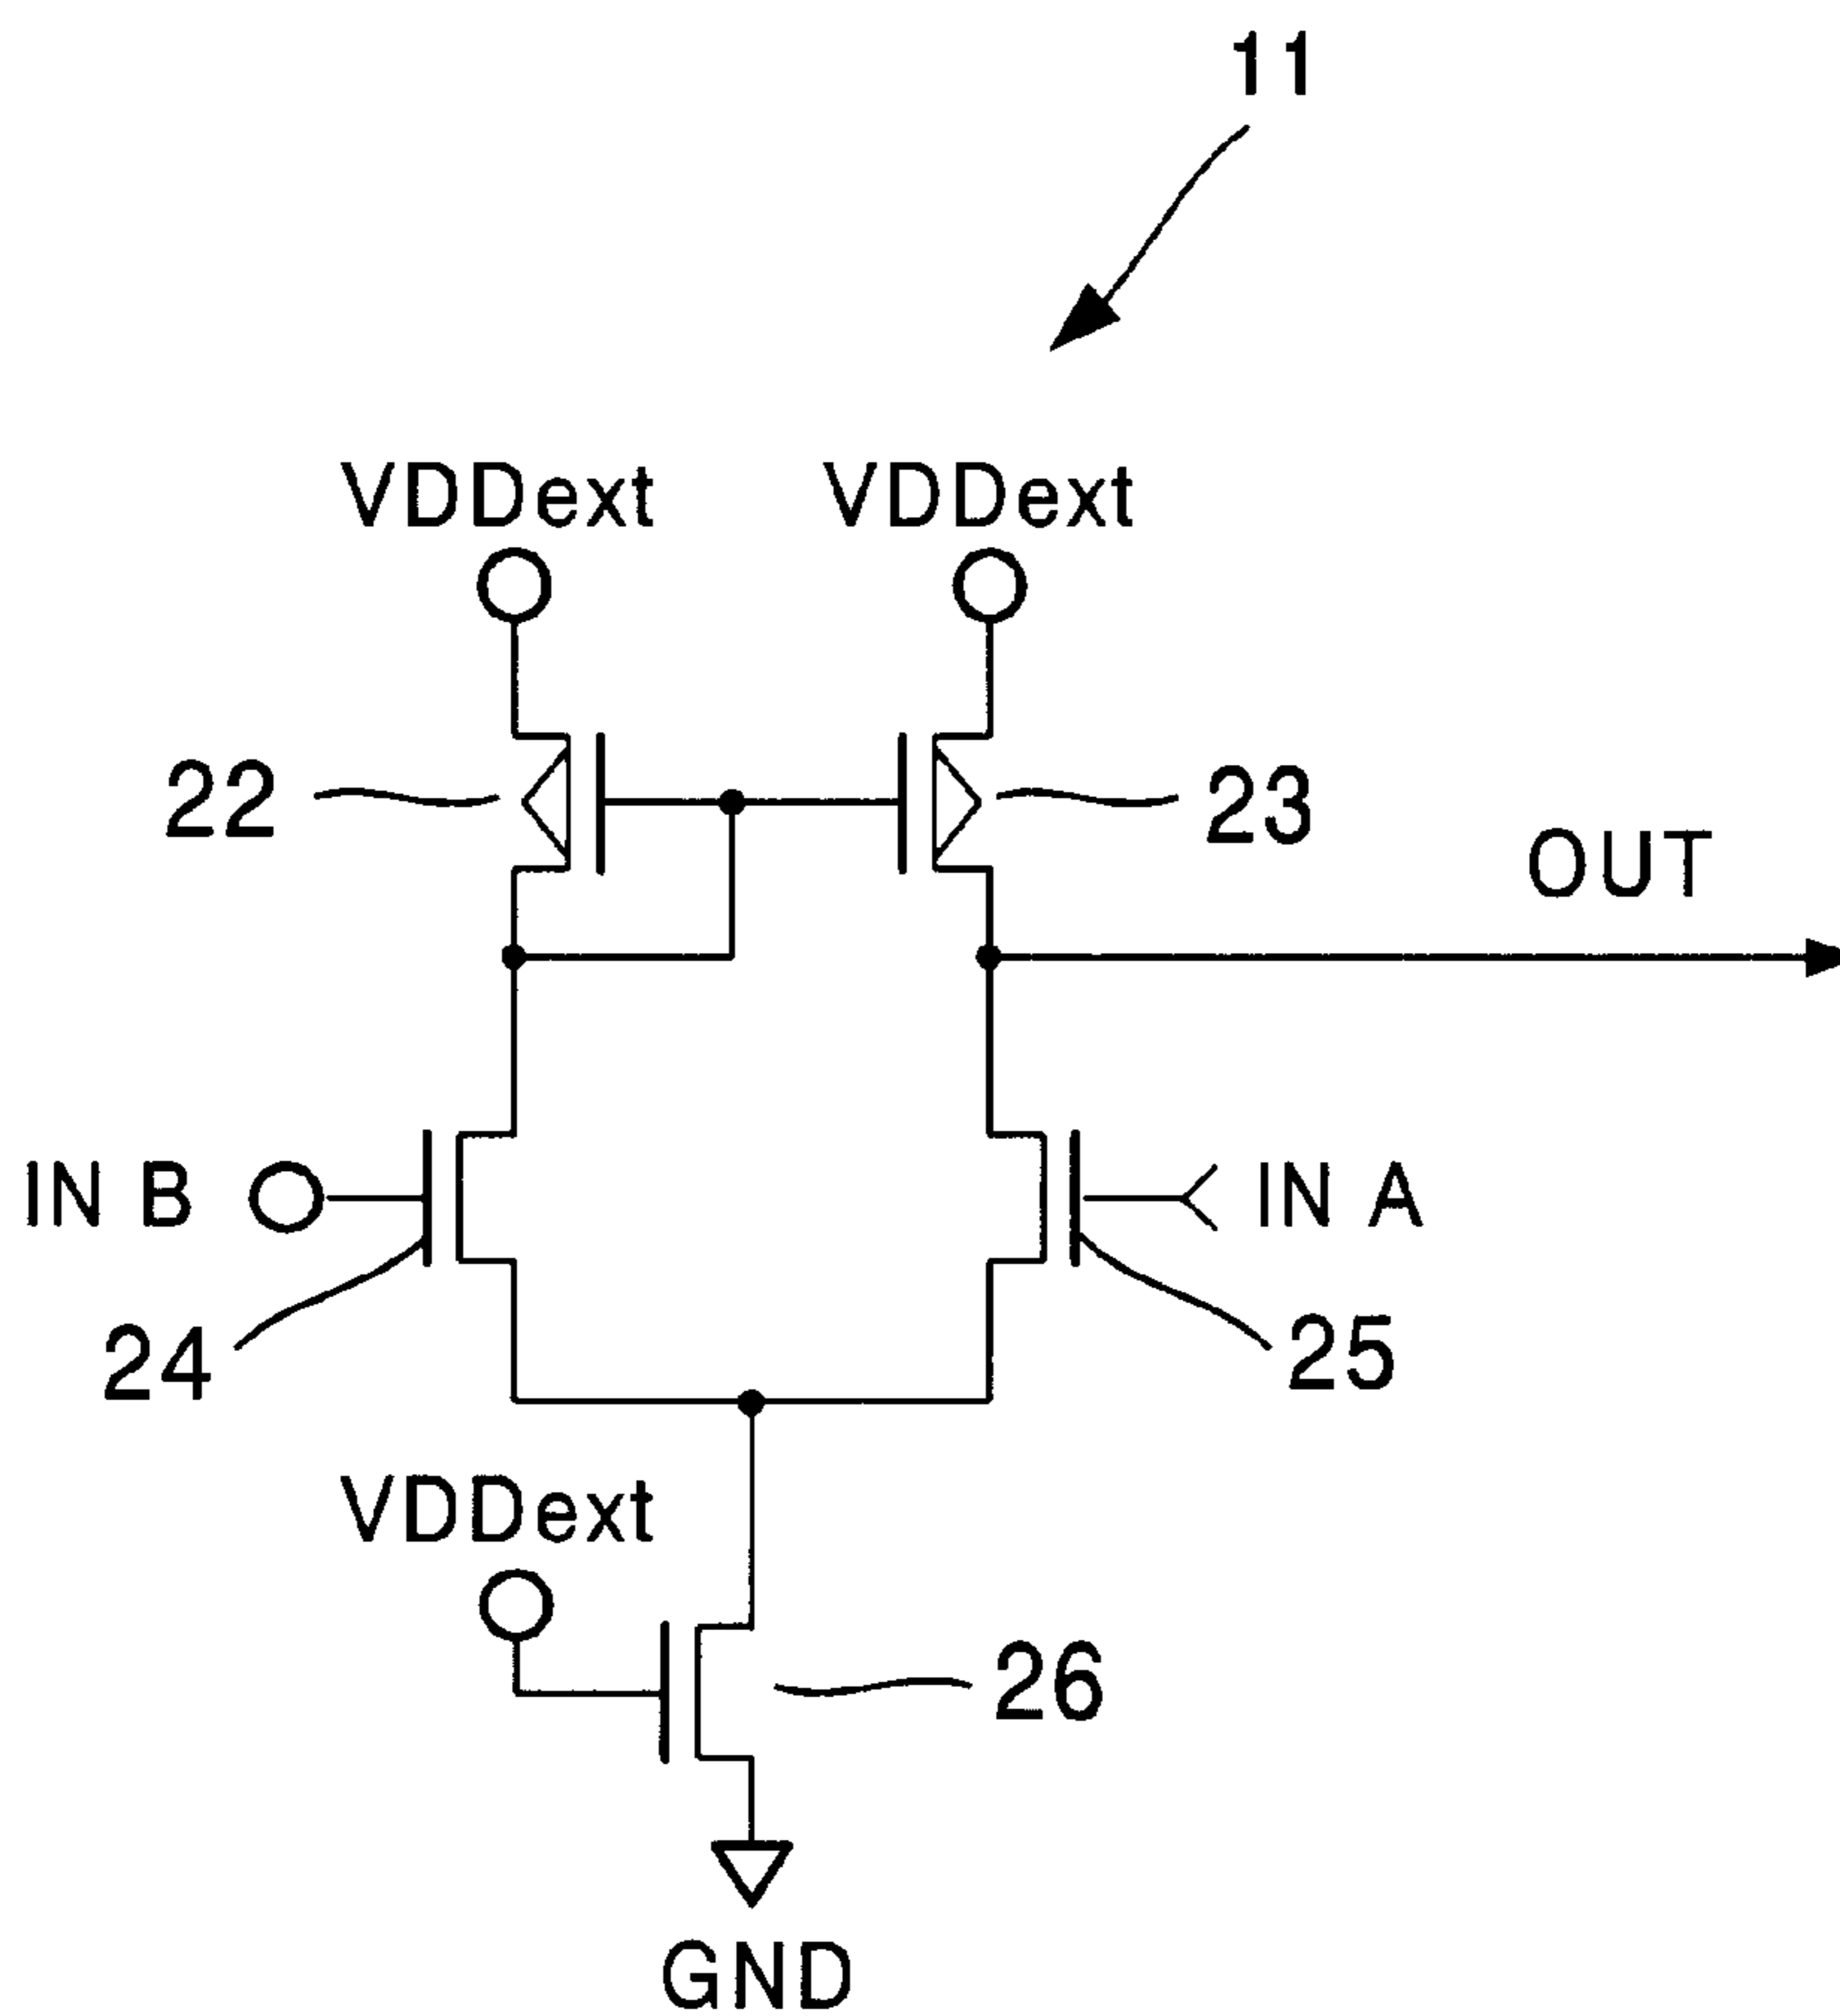 11
VDDext VDDext
22
23
OUT
IN B
IN A
24
25
VDDext
26
GND